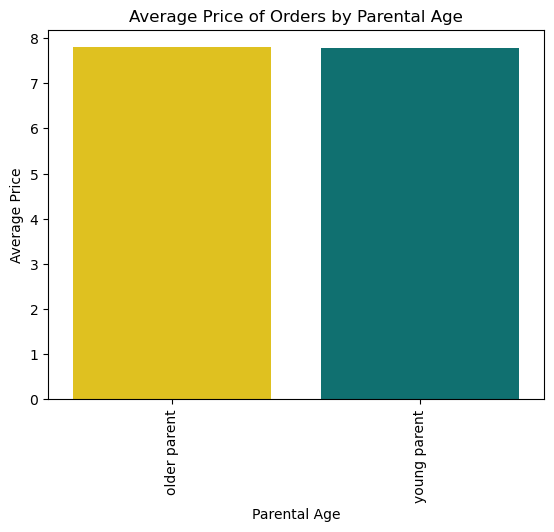 Average Price of Orders by Parental Age
8
7
6
5
4
3
2
1
0
Average Price
older parent
young parent
Parental Age